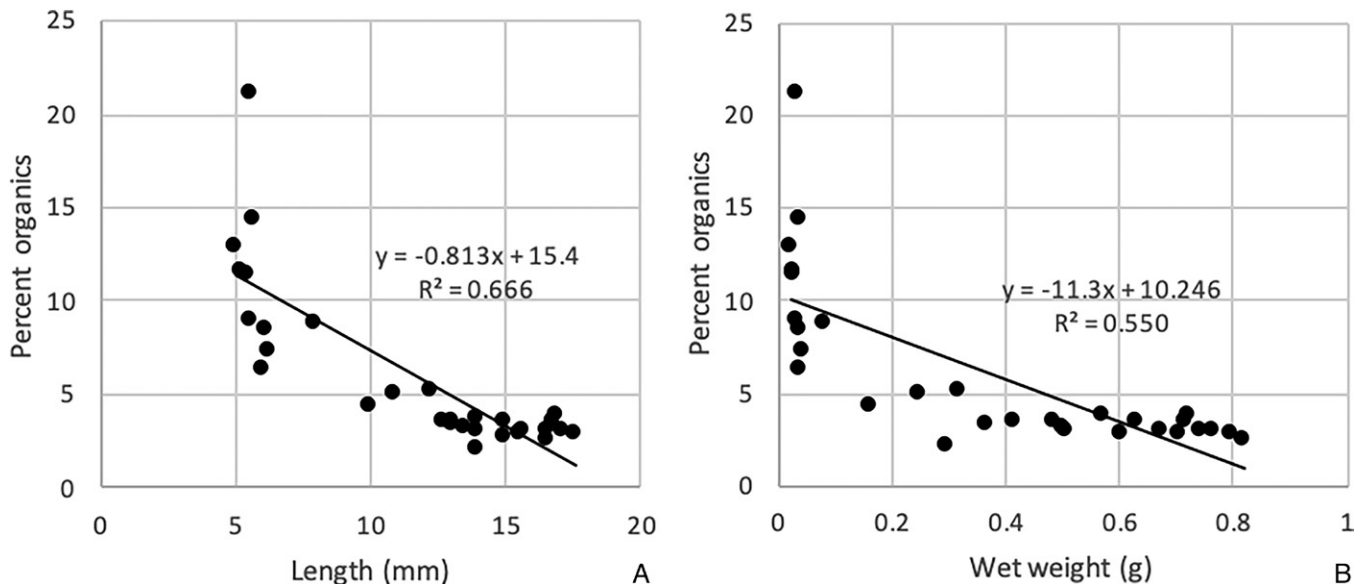 25
20
15
10
5
0
0 5 10 15 20
Percent organics
Length (mm)
y = -0.813x + 15.4
R² = 0.666
A
25
20
15
10
5
0
0 0.2 0.4 0.6 0.8 1
Percent organics
Wet weight (g)
y = -11.3x + 10.246
R² = 0.550
B